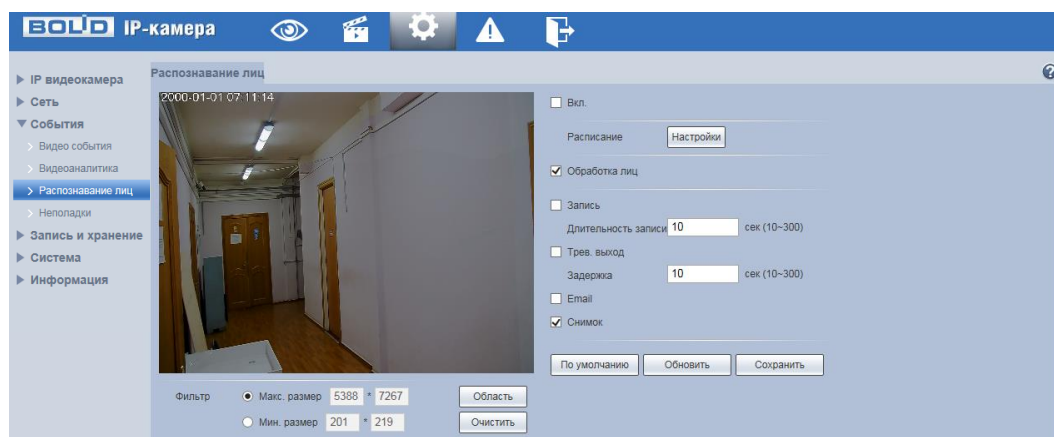 BOLID IP-камера
IP видеокамера
Сеть
События
Видео события
Видеоаналитика
Распознавание лиц
Неполадки
Запись и хранение
Система
Информация
Распознавание лиц
2000-01-01 07 11:14
Фильтр
Макс. размер 5388 * 7267
Область
Мин. размер 201 * 219
Очистить
Вкл.
Расписание Настройки
Обработка лиц
Запись
Длительность записи 10 сек (10~300)
Трев. выход
Задержка 10 сек (10~300)
Email
Снимок
По умолчанию Обновить Сохранить